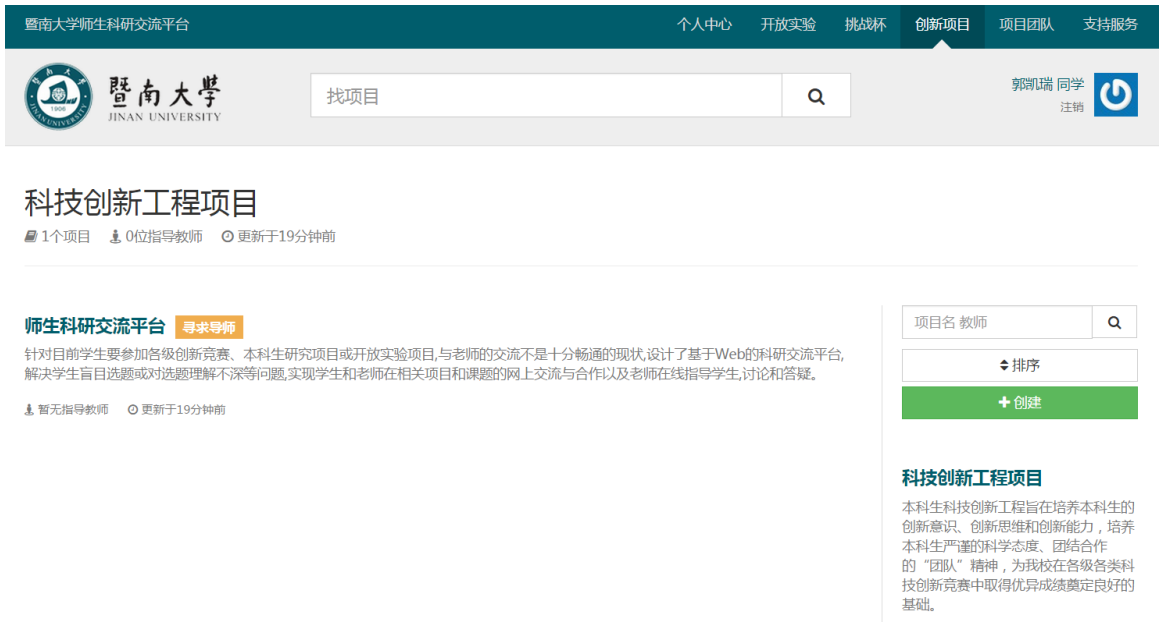 暨南大学师生科研交流平台
个人中心 开放实验 挑战杯 创新项目 项目团队 支持服务
暨南大學
JINAN UNIVERSITY
1906
JINAN UNIVERSITY
找项目
郭凯瑞 同学
注销
科技创新工程项目
1个项目 0位指导教师 更新于19分钟前
师生科研交流平台 寻求导师
针对目前学生要参加各级创新竞赛、本科生研究项目或开放实验项目,与老师的交流不是十分畅通的现状,设计了基于Web的科研交流平台,
解决学生盲目选题或对选题理解不深等问题,实现学生和老师在相关项目和课题的网上交流与合作以及老师在线指导学生,讨论和答疑。
暂无指导教师 更新于19分钟前
项目名 教师
排序
创建
科技创新工程项目
本科生科技创新工程旨在培养本科生的
创新意识、创新思维和创新能力，培养
本科生严谨的科学态度、团结合作
的“团队”精神，为我校在各级各类科
技创新竞赛中取得优异成绩奠定良好的
基础。